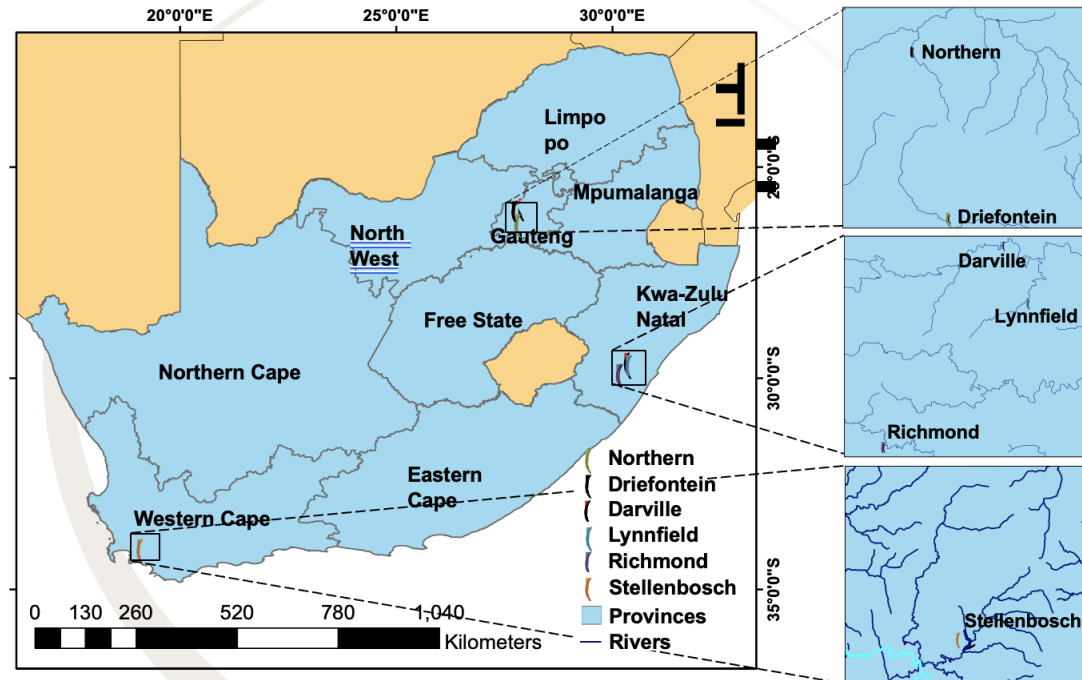 20°0'0"E
25°0'0"E
30°0'0"E
Limpo
po
Mpumalanga
North
West
Gauteng
Kwa-Zulu
Natal
Free State
Northern Cape
Eastern
Cape
Western Cape
30°0'0"S
35°0'0"S
Northern
Driefontein
Darville
Lynnfield
Richmond
Stellenbosch
Provinces
Rivers
0 130 260 520 780 1,040
Kilometers
Northern
Driefontein
Darville
Lynnfield
Richmond
Stellenbosch